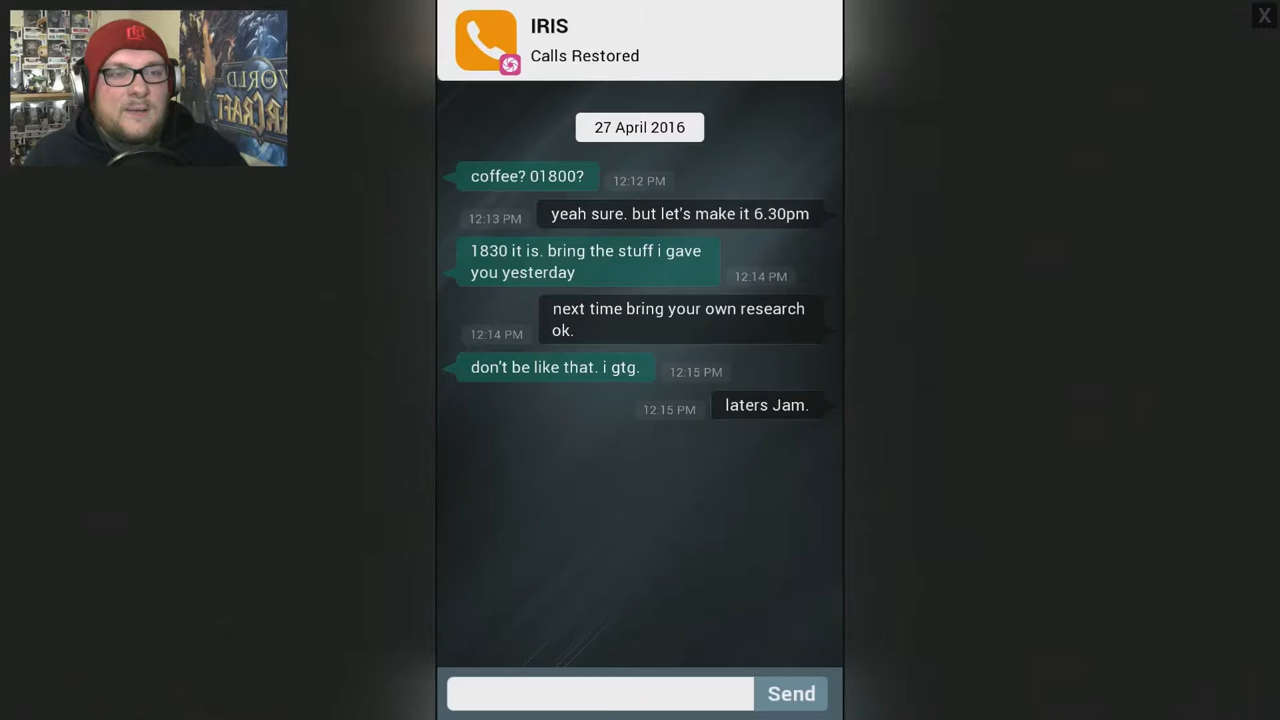 IRIS
Calls Restored
X
WORLD
WARCRAFT
27 April 2016
coffee? 01800?
12:12 PM
12:13 PM
yeah sure. but let's make it 6.30pm
1830 it is. bring the stuff i gave
you yesterday
12:14 PM
next time bring your own research
ok.
12:14 PM
don't be like that. i gtg.
12:15 PM
12:15 PM
laters Jam.
Send